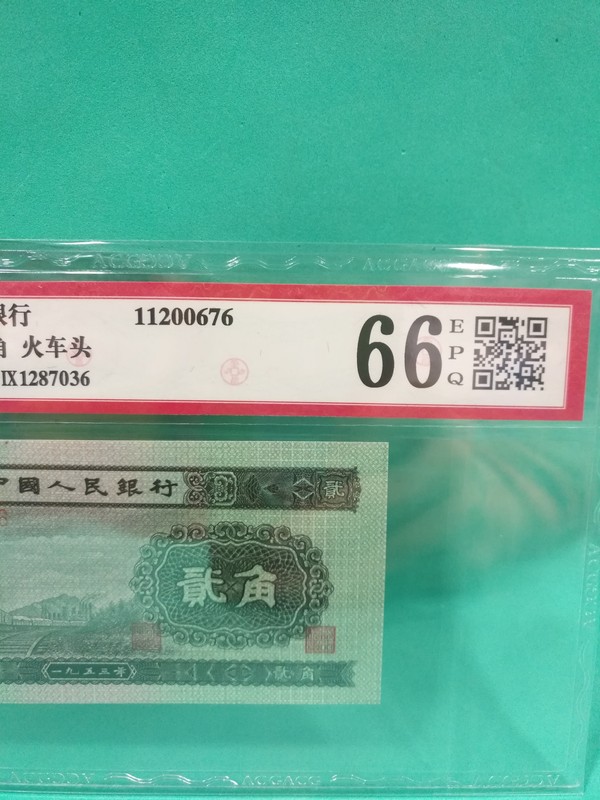 银行 11200676
角 火车头
Ⅸ1287036
66
EPQ
中國人民銀行
貳
貳角
一九五三年
貳角